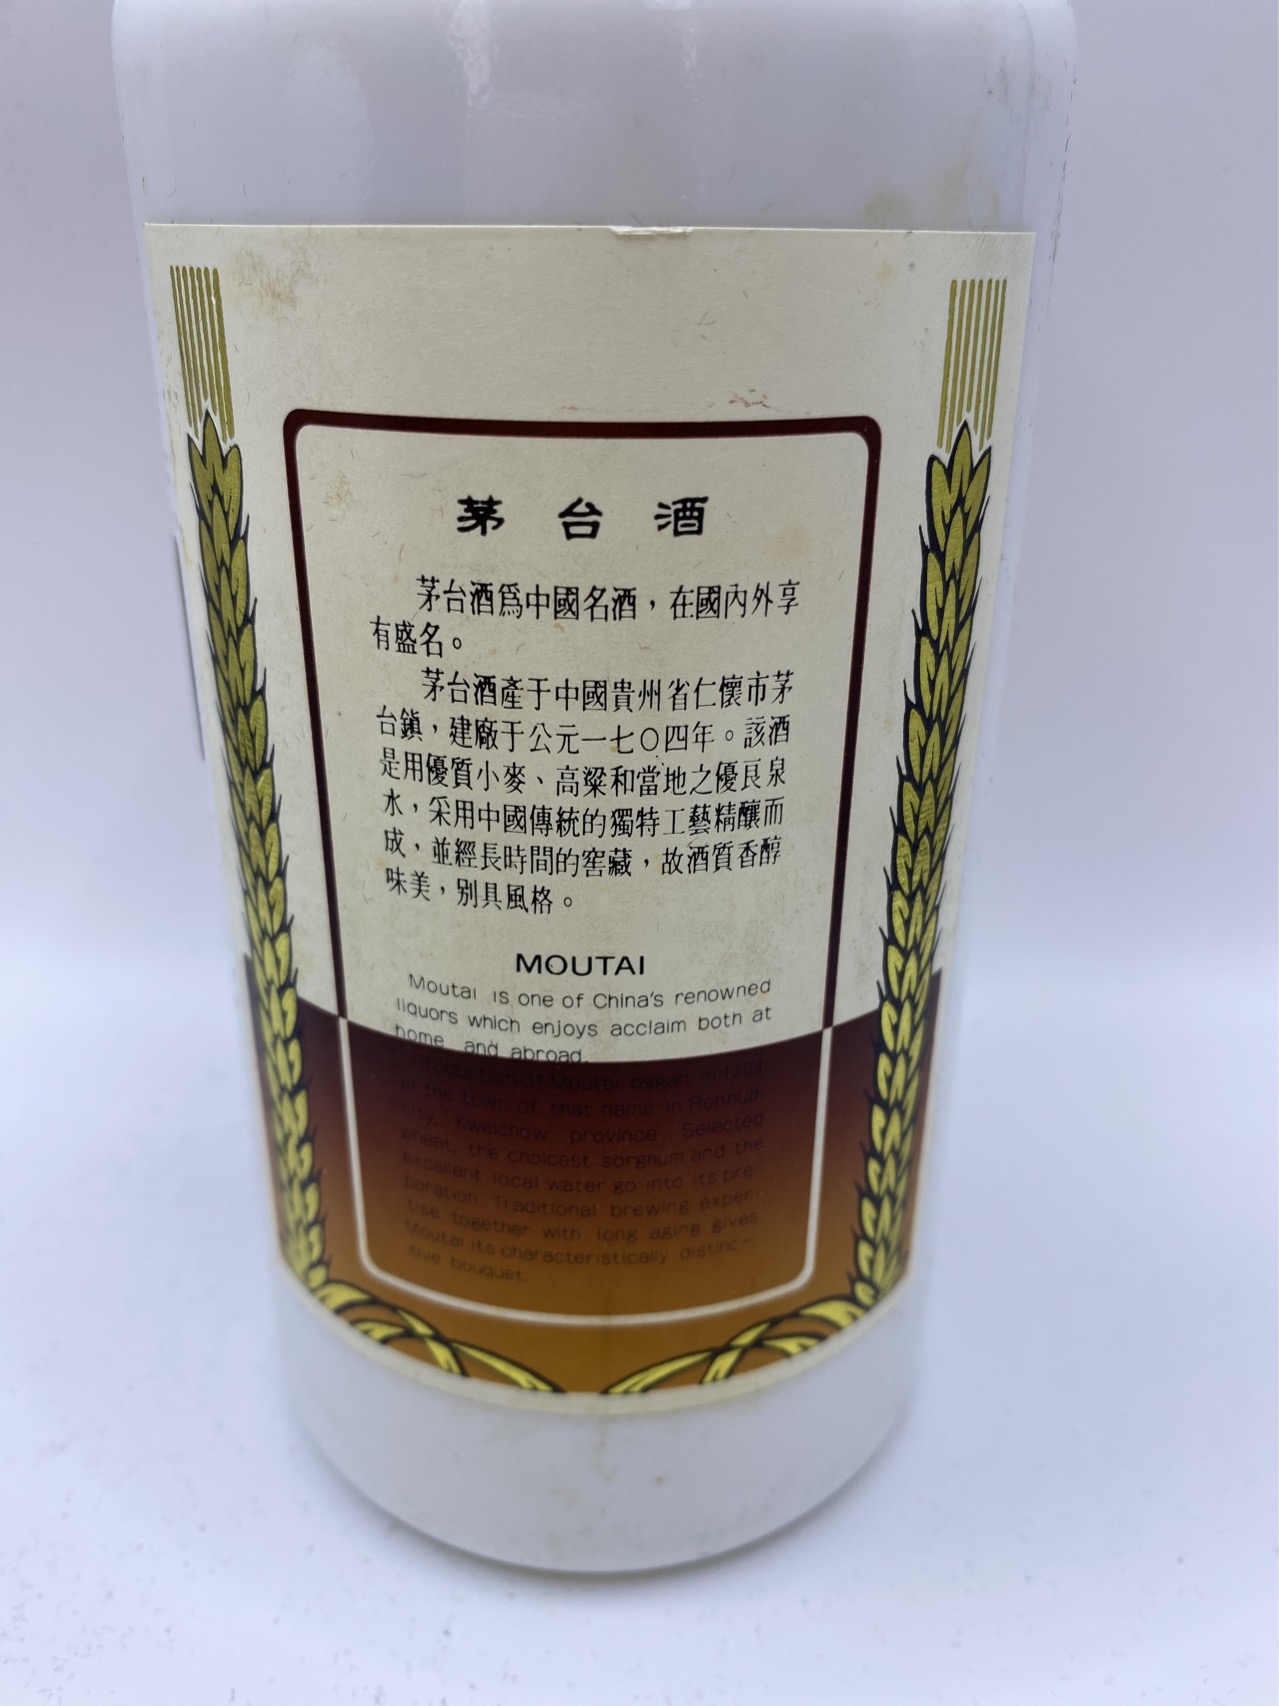 茅台酒
茅台酒爲中國名酒，在國內外享
有盛名。
茅台酒產于中國貴州省仁懷市茅
台鎮，建廠于公元一七〇四年。該酒
是用優質小麥、高粱和當地之優良泉
水，采用中國傳統的獨特工藝精釀而
成，並經長時間的窖藏，故酒質香醇
味美，别具風格。
MOUTAI
Moutai is one of China's renowned
liquors which enjoys acclaim both at
home and abroad.
Production of Moutai began in 1704
in the town of that name in Renhuai
city, Kweichow province. Selected
wheat, the choicest sorghum and the
excellent local water go into its pre-
paration. Traditional brewing exper-
tise together with long aging gives
Moutai its characteristically distinc-
tive bouquet.